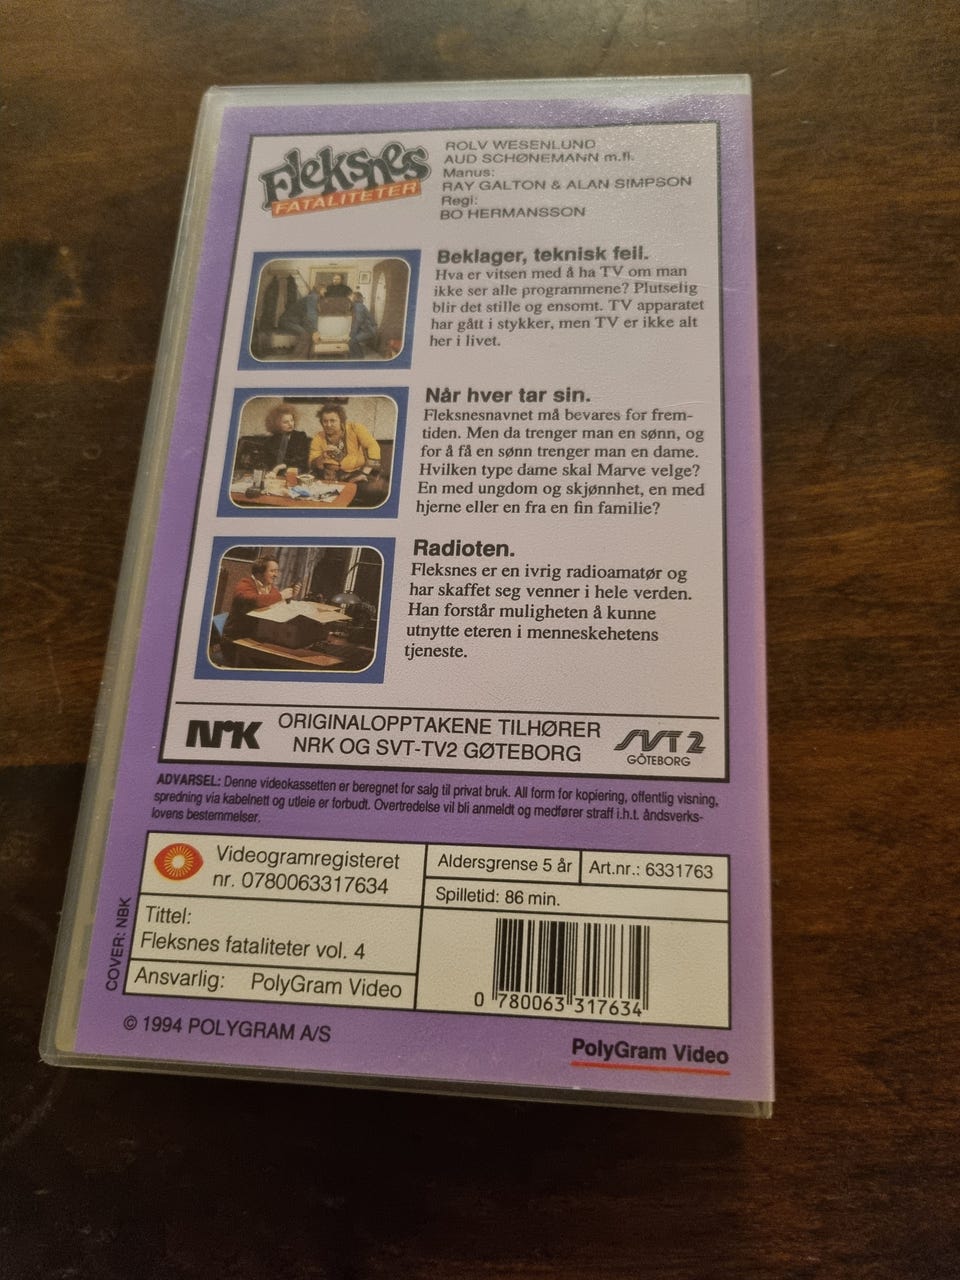 Fleksnes
FATALITETER
ROLV WESENLUND
AUD SCHØNEMANN m.fl.
Manus:
RAY GALTON & ALAN SIMPSON
Regi:
BO HERMANSSON
Beklager, teknisk feil.
Hva er vitsen med å ha TV om man
ikke ser alle programmene? Plutselig
blir det stille og ensomt. TV apparatet
har gått i stykker, men TV er ikke alt
her i livet.
Når hver tar sin.
Fleksnesnavnet må bevares for frem-
tiden. Men da trenger man en sønn, og
for å få en sønn trenger man en dame.
Hvilken type dame skal Marve velge?
En med ungdom og skjønnhet, en med
hjerne eller en fra en fin familie?
Radioten.
Fleksnes er en ivrig radioamatør og
har skaffet seg venner i hele verden.
Han forstår muligheten å kunne
utnytte eteren i menneskehetens
tjeneste.
NRK
ORIGINALOPPTAKENE TILHØRER
NRK OG SVT-TV2 GØTEBORG
SVT 2
GÖTEBORG
ADVARSEL: Denne videokassetten er beregnet for salg til privat bruk. All form for kopiering, offentlig visning,
spredning via kabelnett og utleie er forbudt. Overtredelse vil bli anmeldt og medfører straff i.h.t. åndsverks-
lovens bestemmelser.
Videogramregisteret
nr. 0780063317634
Aldersgrense 5 år
Art.nr.: 6331763
Spilletid: 86 min.
Tittel:
Fleksnes fataliteter vol. 4
Ansvarlig: PolyGram Video
0 780063 317634
COVER: NBK
© 1994 POLYGRAM A/S
PolyGram Video